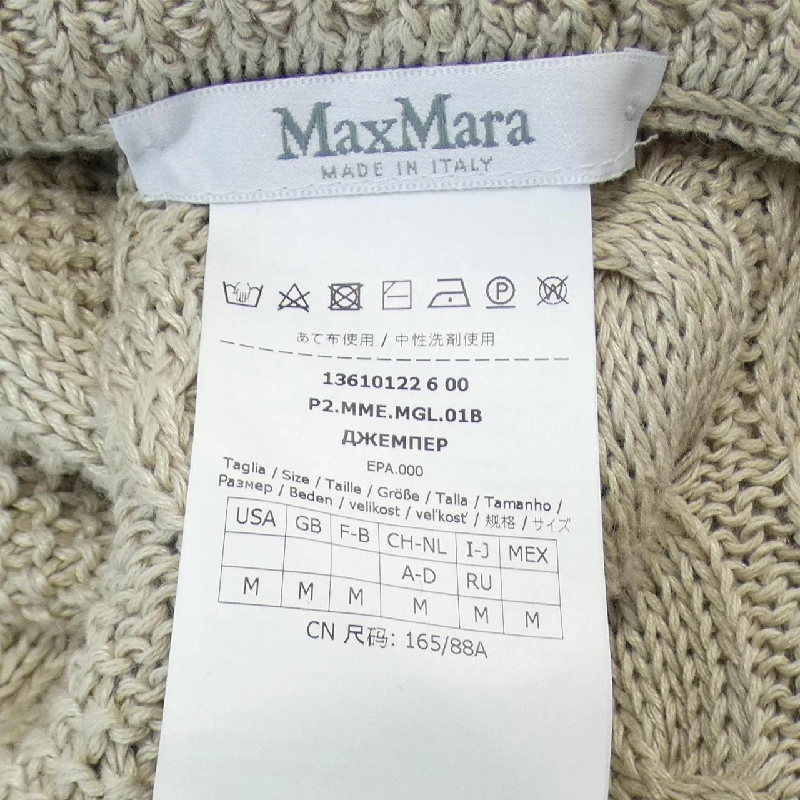 MaxMara
MADE IN ITALY
P
W
あて布使用 / 中性洗剤使用
13610122 6 00
P2.MME.MGL.01B
ДЖЕМПЕР
EPA.000
Taglia / Size / Taille / Größe / Talla / Tamanho /
Размер / Beden / velikost / veľkosť / 规格 / サイズ
USA GB F-B CH-NL I-J MEX
A-D RU
M M M M M M
CN 尺码: 165/88A